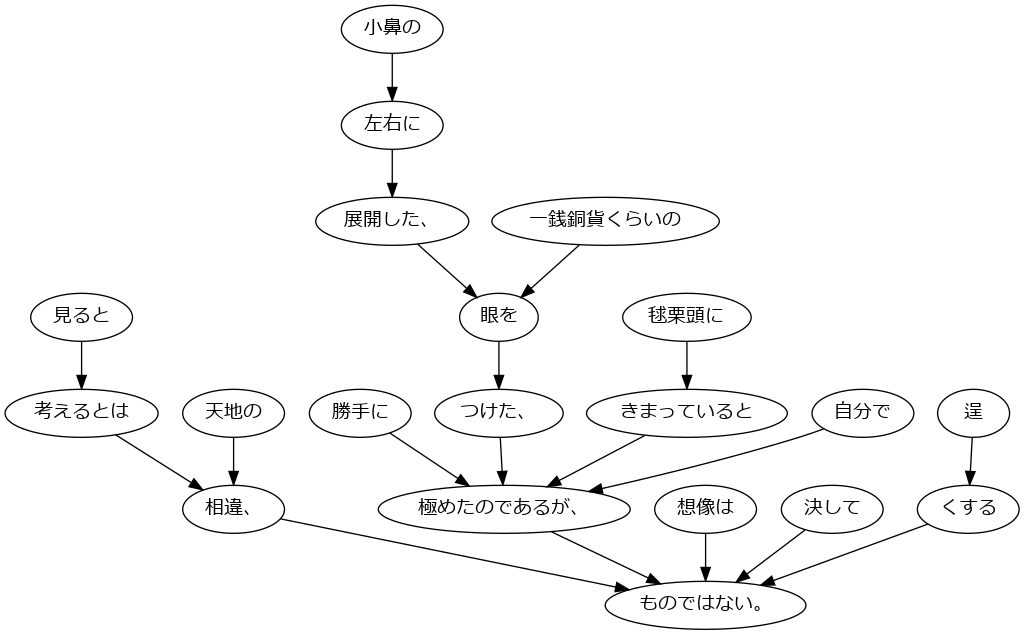 小鼻の
左右に
展開した、
一銭銅貨くらいの
見ると
眼を
毬栗頭に
考えるとは
天地の
勝手に
つけた、
きまっていると
自分で
逞
相違、
極めたのであるが、
想像は
決して
くする
ものではない。